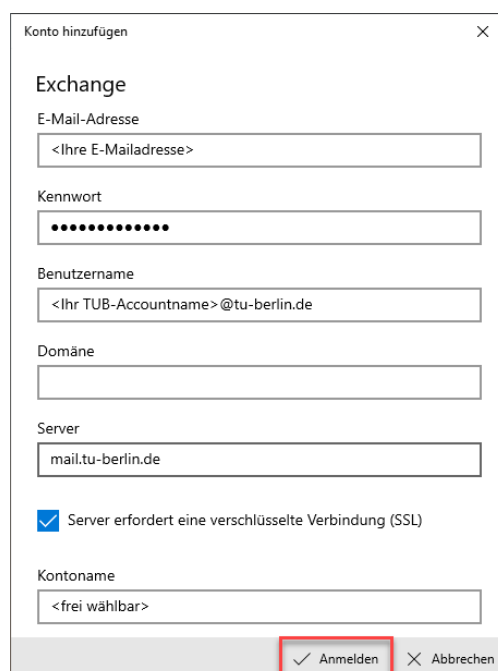 Konto hinzufügen
Exchange
E-Mail-Adresse
<Ihre E-Mailadresse>
Kennwort
●●●●●●●●●●●●●
Benutzername
<Ihr TUB-Accountname>@tu-berlin.de
Domäne
Server
mail.tu-berlin.de
Server erfordert eine verschlüsselte Verbindung (SSL)
Kontoname
<frei wählbar>
Anmelden Abbrechen